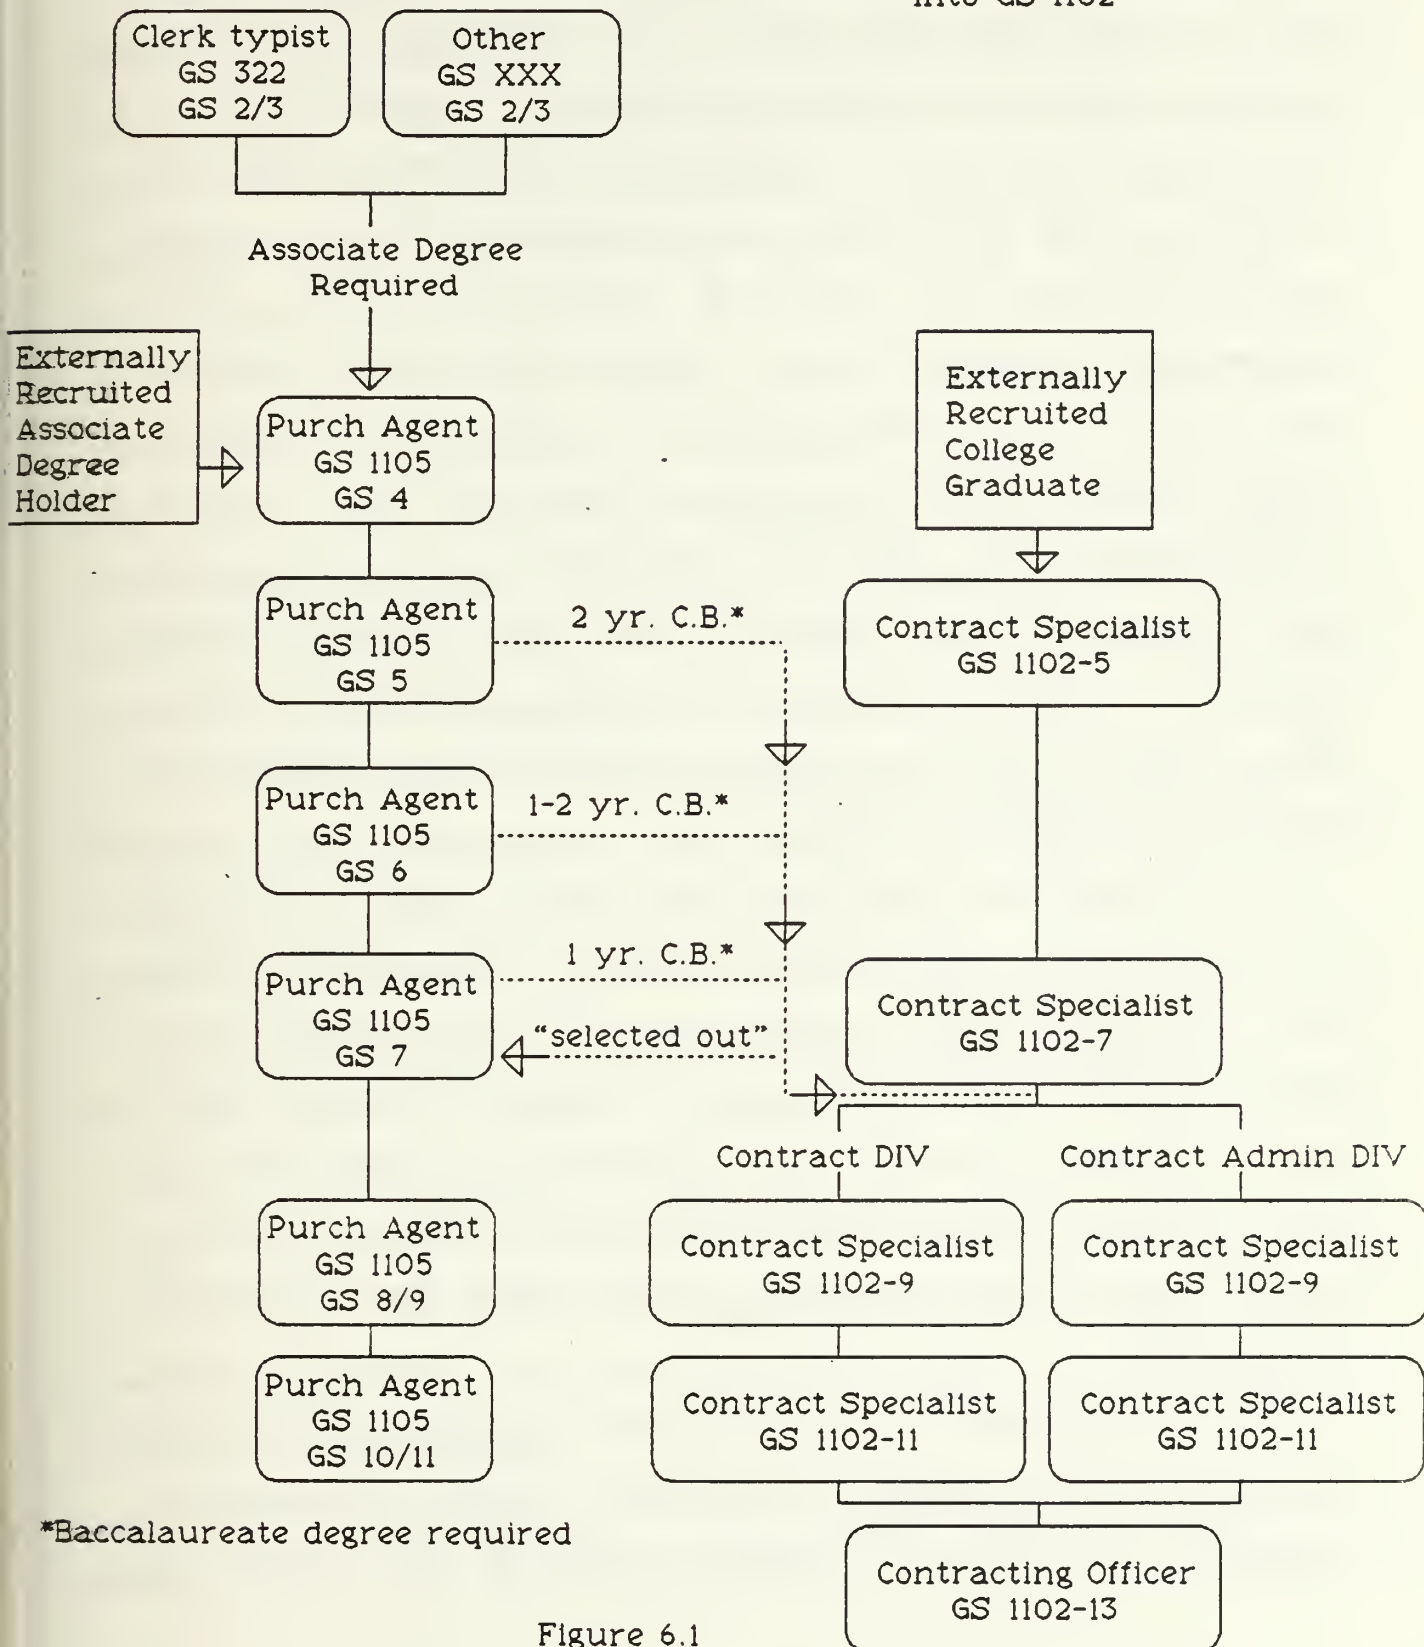 into GS 1102
Clerk typist
GS 322
GS 2/3
Other
GS XXX
GS 2/3
Associate Degree
Required
Externally
Recruited
Associate
Degree
Holder
Purch Agent
GS 1105
GS 4
Externally
Recruited
College
Graduate
Purch Agent
GS 1105
GS 5
2 yr. C.B.*
Contract Specialist
GS 1102-5
Purch Agent
GS 1105
GS 6
1-2 yr. C.B.*
Purch Agent
GS 1105
GS 7
1 yr. C.B.*
"selected out"
Contract Specialist
GS 1102-7
Contract DIV
Contract Admin DIV
Purch Agent
GS 1105
GS 8/9
Contract Specialist
GS 1102-9
Contract Specialist
GS 1102-9
Purch Agent
GS 1105
GS 10/11
Contract Specialist
GS 1102-11
Contract Specialist
GS 1102-11
*Baccalaureate degree required
Contracting Officer
GS 1102-13
Figure 6.1